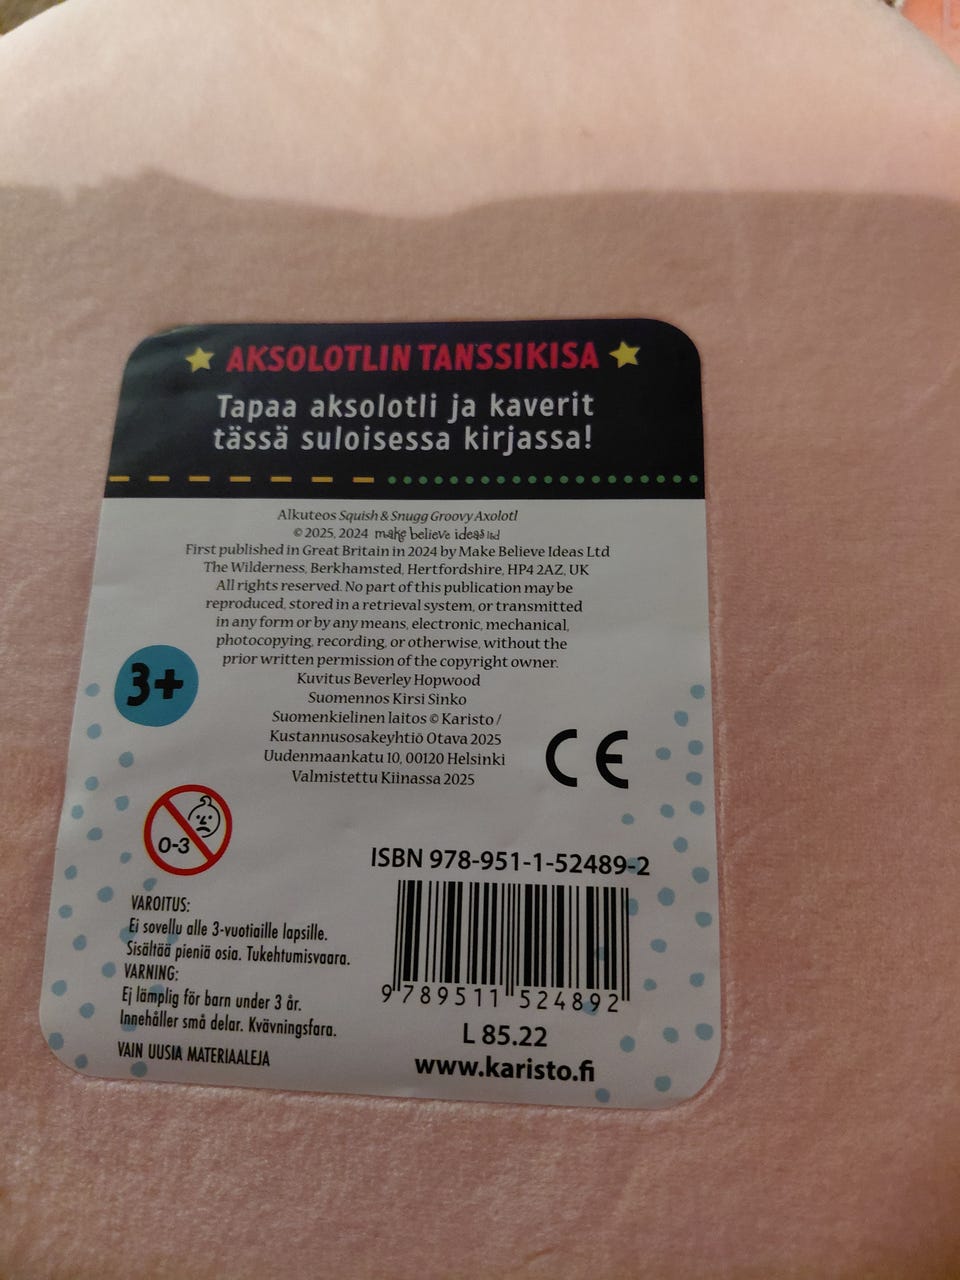 AKSOLOTLIN TANSSIKISA
Tapaa aksolotli ja kaverit
tässä suloisessa kirjassa!
Alkuteos Squish & Snugg Groovy Axolotl
© 2025, 2024 make believe ideas ltd
First published in Great Britain in 2024 by Make Believe Ideas Ltd
The Wilderness, Berkhamsted, Hertfordshire, HP4 2AZ, UK
All rights reserved. No part of this publication may be
reproduced, stored in a retrieval system, or transmitted
in any form or by any means, electronic, mechanical,
photocopying, recording, or otherwise, without the
prior written permission of the copyright owner.
Kuvitus Beverley Hopwood
Suomennos Kirsi Sinko
Suomenkielinen laitos © Karisto /
Kustannusosakeyhtiö Otava 2025
Uudenmaankatu 10, 00120 Helsinki
Valmistettu Kiinassa 2025
3+
CE
0-3
VAROITUS:
Ei sovellu alle 3-vuotiaille lapsille.
Sisältää pieniä osia. Tukehtumisvaara.
VARNING:
Ej lämplig för barn under 3 år.
Innehåller små delar. Kvävningsfara.
VAIN UUSIA MATERIAALEJA
ISBN 978-951-1-52489-2
9 789511 524892
L 85.22
www.karisto.fi